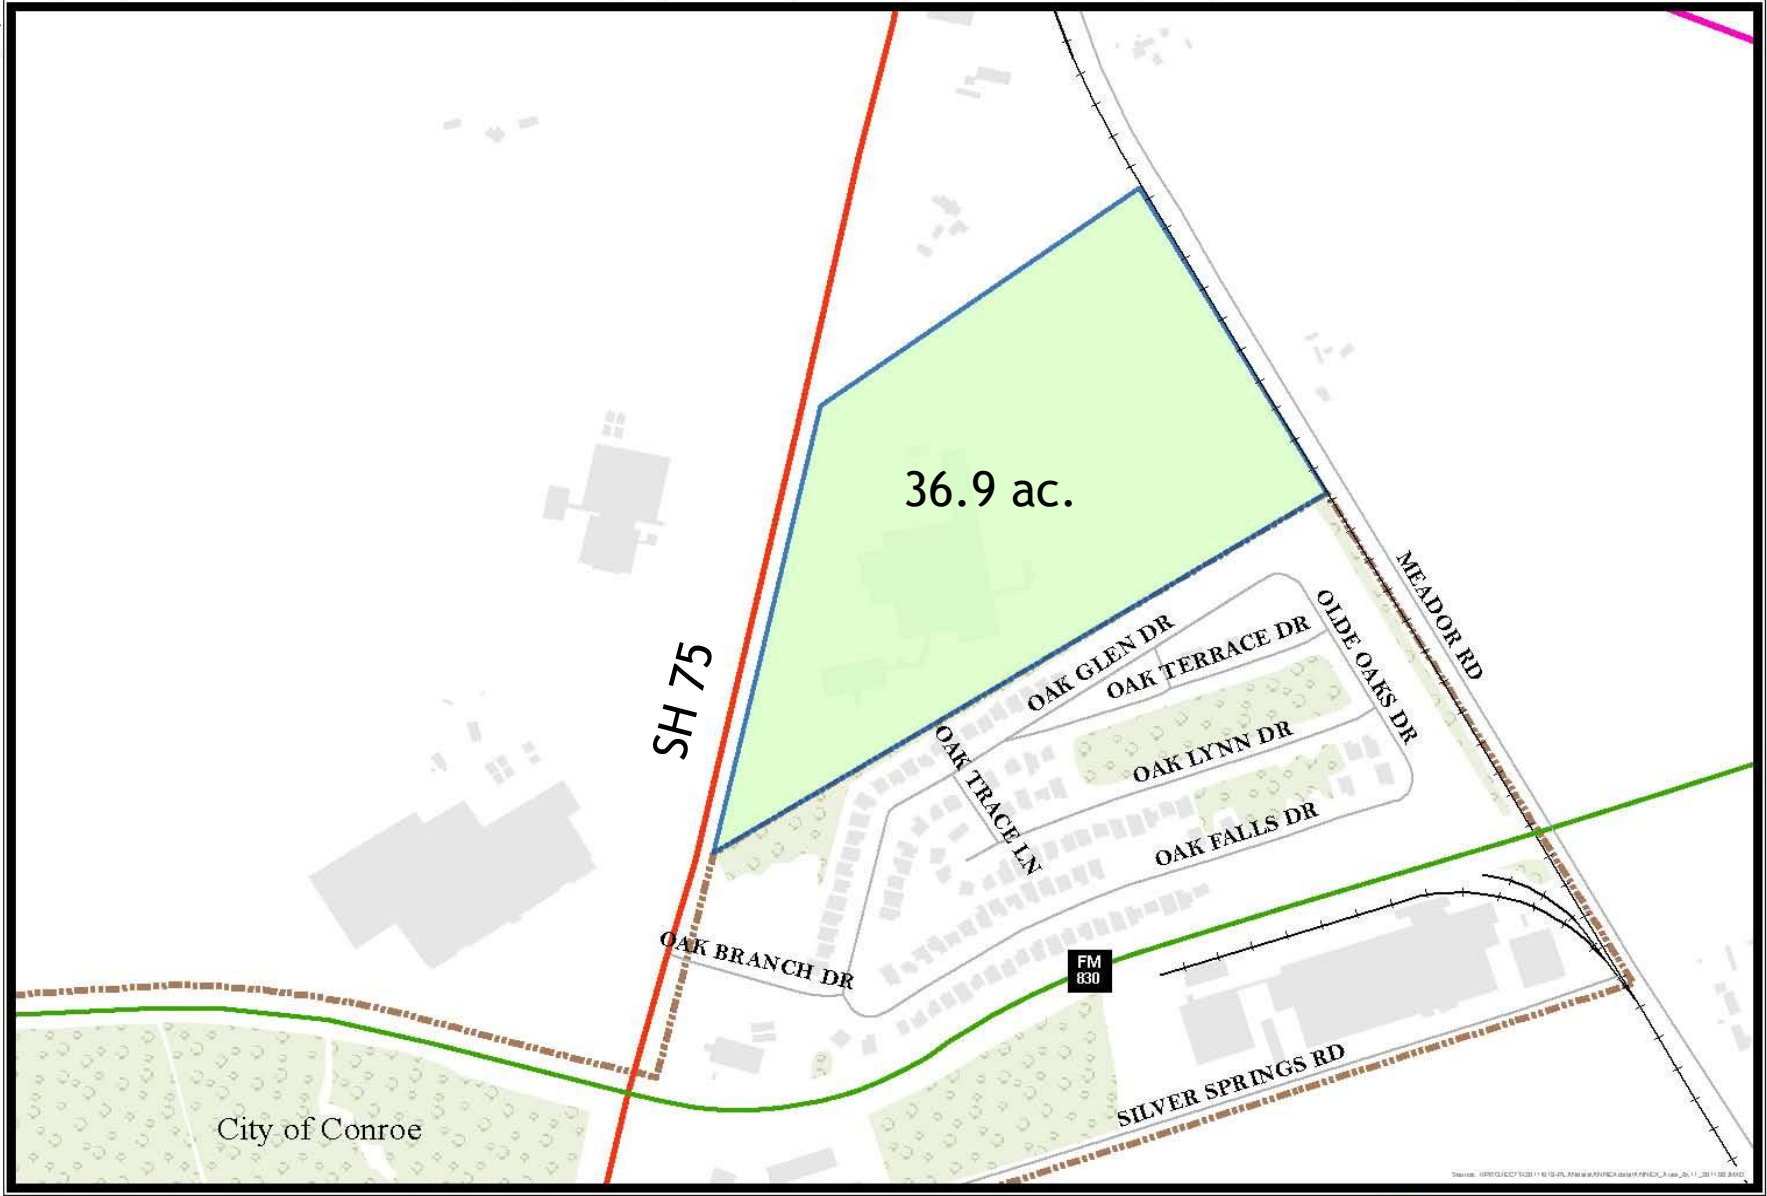 36.9 ac.
SH 75
MEADOR RD
OLDE OAKS DR
OAK GLEN DR
OAK TERRACE DR
OAK TRACE LN
OAK LYNN DR
OAK FALLS DR
OAK BRANCH DR
FM
830
SILVER SPRINGS RD
City of Conroe